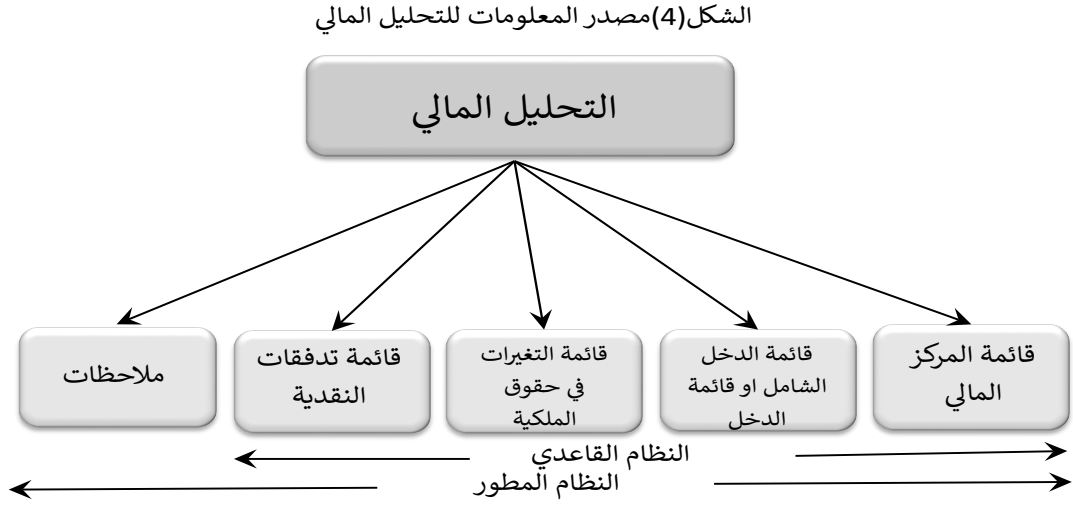 الشكل(4)مصدر المعلومات للتحليل المالي
التحليل المالي
قائمة المركز
المالي
قائمة الدخل
الشامل او قائمة
الدخل
قائمة التغيرات
في حقوق
الملكية
قائمة تدفقات
النقدية
ملاحظات
النظام القاعدي
النظام المطور